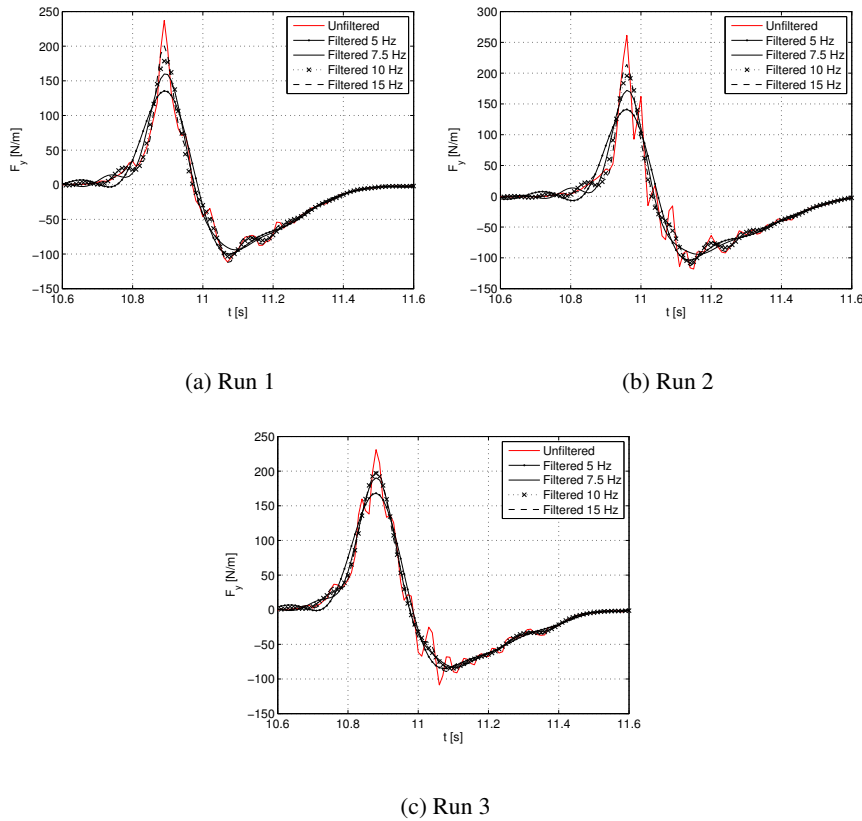 250
200
150
100
50
0
−50
−100
−150
10.6 10.8 11 11.2 11.4 11.6
F_y [N/m]
t [s]
Unfiltered
Filtered 5 Hz
Filtered 7.5 Hz
Filtered 10 Hz
Filtered 15 Hz
(a) Run 1
300
250
200
150
100
50
0
−50
−100
−150
10.6 10.8 11 11.2 11.4 11.6
F_y [N/m]
t [s]
Unfiltered
Filtered 5 Hz
Filtered 7.5 Hz
Filtered 10 Hz
Filtered 15 Hz
(b) Run 2
250
200
150
100
50
0
−50
−100
−150
10.6 10.8 11 11.2 11.4 11.6
F_y [N/m]
t [s]
Unfiltered
Filtered 5 Hz
Filtered 7.5 Hz
Filtered 10 Hz
Filtered 15 Hz
(c) Run 3